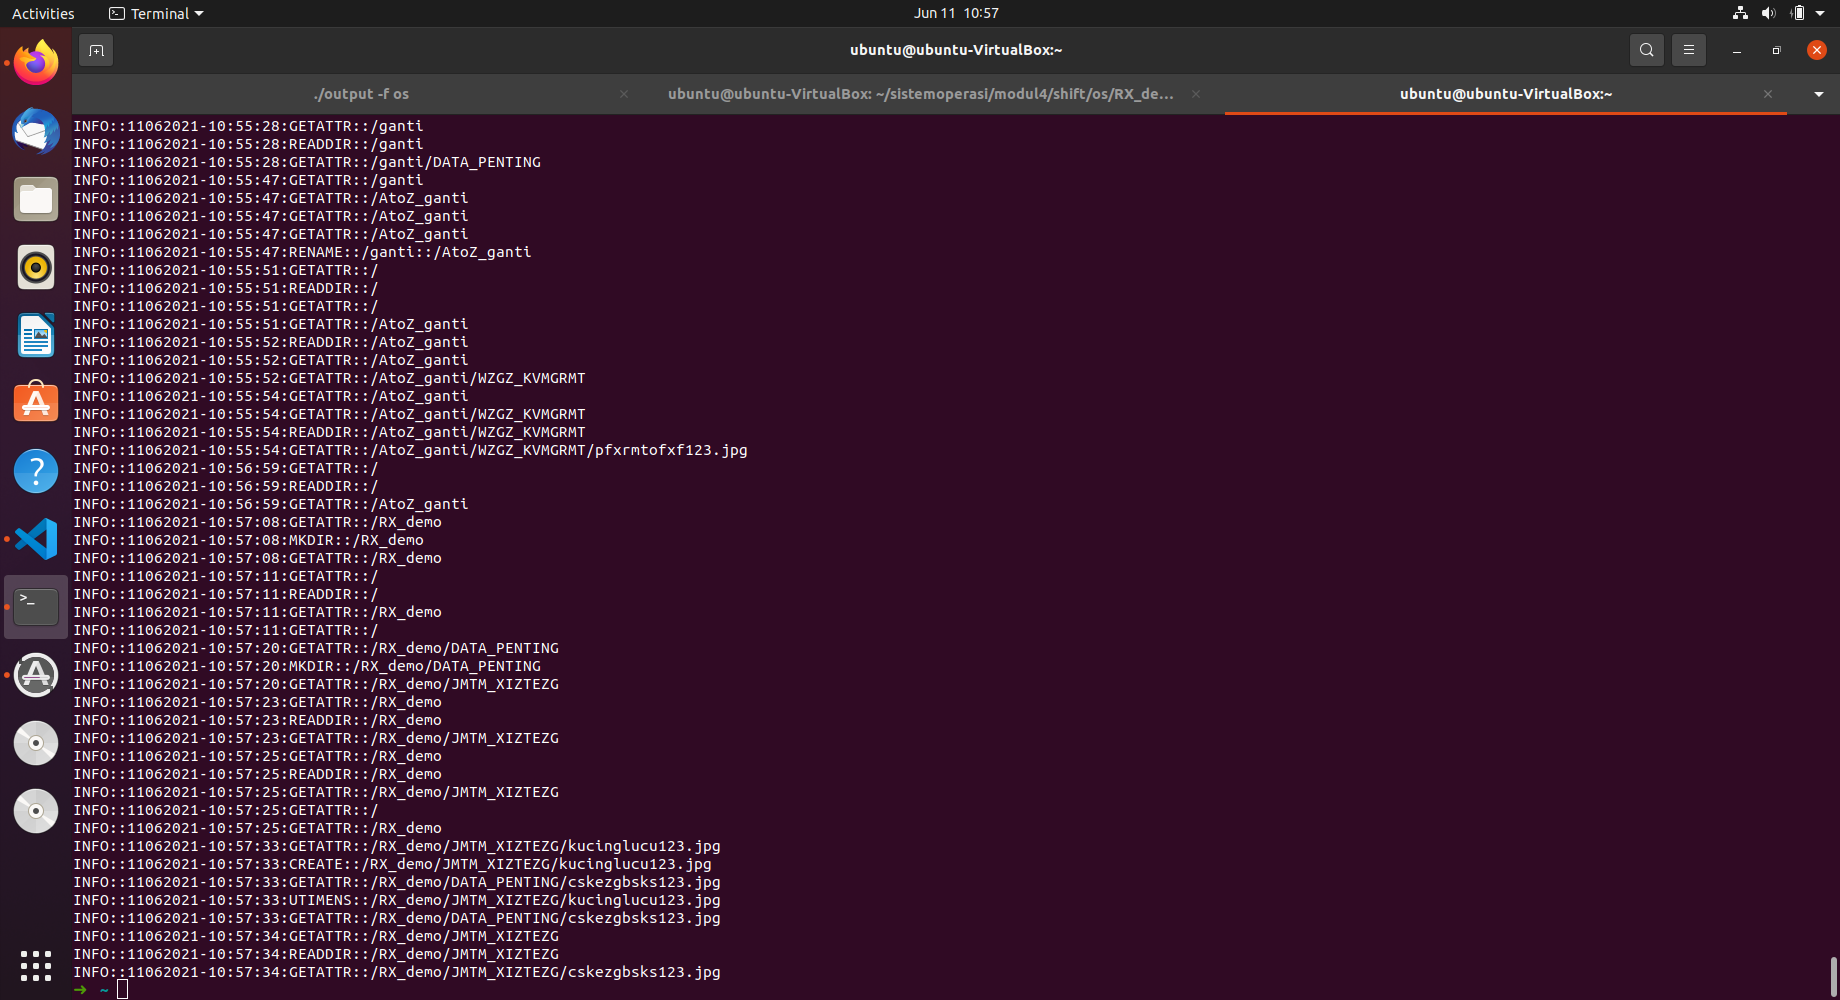 Activities
Terminal
Jun 11 10:57
ubuntu@ubuntu-VirtualBox:~
./output -f os
ubuntu@ubuntu-VirtualBox: ~/sistemoperasi/modul4/shift/os/RX_de...
ubuntu@ubuntu-VirtualBox:~
INFO::11062021-10:55:28:GETATTR::/ganti
INFO::11062021-10:55:28:READDIR::/ganti
INFO::11062021-10:55:28:GETATTR::/ganti/DATA_PENTING
INFO::11062021-10:55:47:GETATTR::/ganti
INFO::11062021-10:55:47:GETATTR::/AtoZ_ganti
INFO::11062021-10:55:47:GETATTR::/AtoZ_ganti
INFO::11062021-10:55:47:GETATTR::/AtoZ_ganti
INFO::11062021-10:55:47:RENAME::/ganti::/AtoZ_ganti
INFO::11062021-10:55:51:GETATTR::/
INFO::11062021-10:55:51:READDIR::/
INFO::11062021-10:55:51:GETATTR::/
INFO::11062021-10:55:51:GETATTR::/AtoZ_ganti
INFO::11062021-10:55:52:READDIR::/AtoZ_ganti
INFO::11062021-10:55:52:GETATTR::/AtoZ_ganti
INFO::11062021-10:55:52:GETATTR::/AtoZ_ganti/WZGZ_KVMGRMT
INFO::11062021-10:55:54:GETATTR::/AtoZ_ganti
INFO::11062021-10:55:54:GETATTR::/AtoZ_ganti/WZGZ_KVMGRMT
INFO::11062021-10:55:54:READDIR::/AtoZ_ganti/WZGZ_KVMGRMT
INFO::11062021-10:55:54:GETATTR::/AtoZ_ganti/WZGZ_KVMGRMT/pfxrmtofxf123.jpg
INFO::11062021-10:56:59:GETATTR::/
INFO::11062021-10:56:59:READDIR::/
INFO::11062021-10:56:59:GETATTR::/AtoZ_ganti
INFO::11062021-10:57:08:GETATTR::/RX_demo
INFO::11062021-10:57:08:MKDIR::/RX_demo
INFO::11062021-10:57:08:GETATTR::/RX_demo
INFO::11062021-10:57:11:GETATTR::/
INFO::11062021-10:57:11:READDIR::/
INFO::11062021-10:57:11:GETATTR::/RX_demo
INFO::11062021-10:57:11:GETATTR::/
INFO::11062021-10:57:20:GETATTR::/RX_demo/DATA_PENTING
INFO::11062021-10:57:20:MKDIR::/RX_demo/DATA_PENTING
INFO::11062021-10:57:20:GETATTR::/RX_demo/JMTM_XIZTEZG
INFO::11062021-10:57:23:GETATTR::/RX_demo
INFO::11062021-10:57:23:READDIR::/RX_demo
INFO::11062021-10:57:23:GETATTR::/RX_demo/JMTM_XIZTEZG
INFO::11062021-10:57:25:GETATTR::/RX_demo
INFO::11062021-10:57:25:READDIR::/RX_demo
INFO::11062021-10:57:25:GETATTR::/RX_demo/JMTM_XIZTEZG
INFO::11062021-10:57:25:GETATTR::/
INFO::11062021-10:57:25:GETATTR::/RX_demo
INFO::11062021-10:57:33:GETATTR::/RX_demo/JMTM_XIZTEZG/kucinglucu123.jpg
INFO::11062021-10:57:33:CREATE::/RX_demo/JMTM_XIZTEZG/kucinglucu123.jpg
INFO::11062021-10:57:33:GETATTR::/RX_demo/DATA_PENTING/cskezgbsks123.jpg
INFO::11062021-10:57:33:UTIMENS::/RX_demo/JMTM_XIZTEZG/kucinglucu123.jpg
INFO::11062021-10:57:33:GETATTR::/RX_demo/DATA_PENTING/cskezgbsks123.jpg
INFO::11062021-10:57:34:GETATTR::/RX_demo/JMTM_XIZTEZG
INFO::11062021-10:57:34:READDIR::/RX_demo/JMTM_XIZTEZG
INFO::11062021-10:57:34:GETATTR::/RX_demo/JMTM_XIZTEZG/cskezgbsks123.jpg
➜ ~